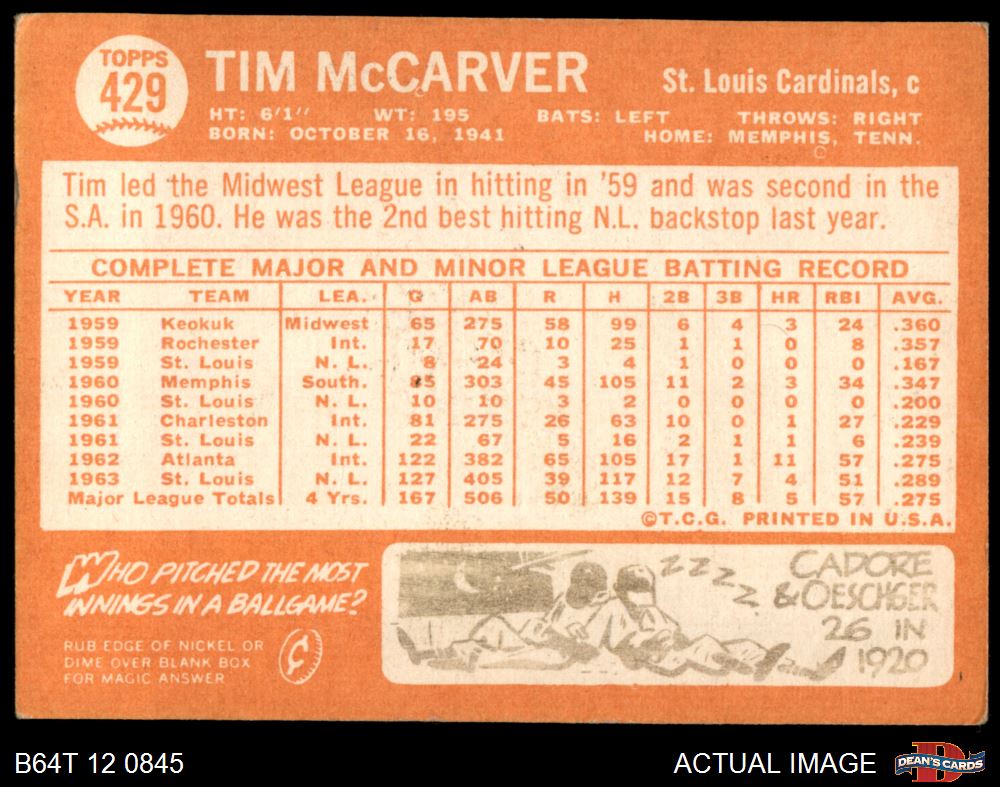 TOPPS
429
TIM McCARVER
St. Louis Cardinals, c
HT: 6'1" WT: 195 BATS: LEFT THROWS: RIGHT
BORN: OCTOBER 16, 1941 HOME: MEMPHIS, TENN.
Tim led the Midwest League in hitting in '59 and was second in the
S.A. in 1960. He was the 2nd best hitting N.L. backstop last year.
COMPLETE MAJOR AND MINOR LEAGUE BATTING RECORD
YEAR TEAM LEA. G AB R H 2B 3B HR RBI AVG.
1959 Keokuk Midwest 65 275 58 99 6 4 3 24 .360
1959 Rochester Int. 17 70 10 25 1 1 0 8 .357
1959 St. Louis N. L. 8 24 3 4 1 0 0 0 .167
1960 Memphis South. 85 303 45 105 11 2 3 34 .347
1960 St. Louis N. L. 10 10 3 2 0 0 0 0 .200
1961 Charleston Int. 81 275 26 63 10 0 1 27 .229
1961 St. Louis N. L. 22 67 5 16 2 1 1 6 .239
1962 Atlanta Int. 122 382 65 105 17 1 11 57 .275
1963 St. Louis N. L. 127 405 39 117 12 7 4 51 .289
Major League Totals 4 Yrs. 167 506 50 139 15 8 5 57 .275
©T.C.G. PRINTED IN U.S.A.
WHO PITCHED THE MOST
INNINGS IN A BALLGAME?
RUB EDGE OF NICKEL OR
DIME OVER BLANK BOX
FOR MAGIC ANSWER
¢
ZZZZZ
CADORE
& OESCHGER
26 IN
1920
B64T 12 0845
ACTUAL IMAGE
D
DEAN'S CARDS